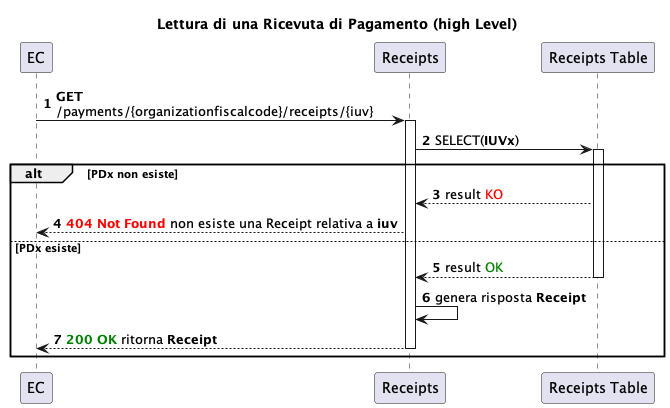 Lettura di una Ricevuta di Pagamento (high Level)
EC
Receipts
Receipts Table
1 GET
/payments/{organizationfiscalcode}/receipts/{iuv}
2 SELECT(IUVx)
alt [PDx non esiste]
3 result KO
4 404 Not Found non esiste una Receipt relativa a iuv
[PDx esiste]
5 result OK
6 genera risposta Receipt
7 200 OK ritorna Receipt
EC
Receipts
Receipts Table